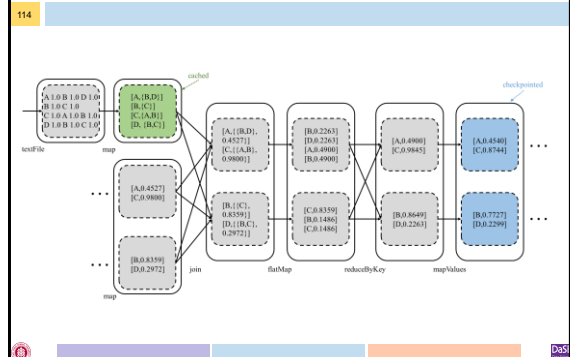 114
cached
checkpointed
A 1.0 B 1.0 D 1.0
B 1.0 C 1.0
C 1.0 A 1.0 B 1.0
D 1.0 B 1.0 C 1.0
textFile
[A,{B,D}]
[B,{C}]
[C,{A,B}]
[D, {B,C}]
map
[A,0.4527]
[C,0.9800]
[B,0.8359]
[D,0.2972]
map
[A,{{B,D},
0.4527}]
[C,{{A,B},
0.9800}]
[B,{{C},
0.8359}]
[D,{{B,C},
0.2972}]
join
[B,0.2263]
[D,0.2263]
[A,0.4900]
[B,0.4900]
[C,0.8359]
[B,0.1486]
[C,0.1486]
flatMap
[A,0.4900]
[C,0.9845]
[B,0.8649]
[D,0.2263]
reduceByKey
[A,0.4540]
[C,0.8744]
[B,0.7727]
[D,0.2299]
mapValues
DaSE